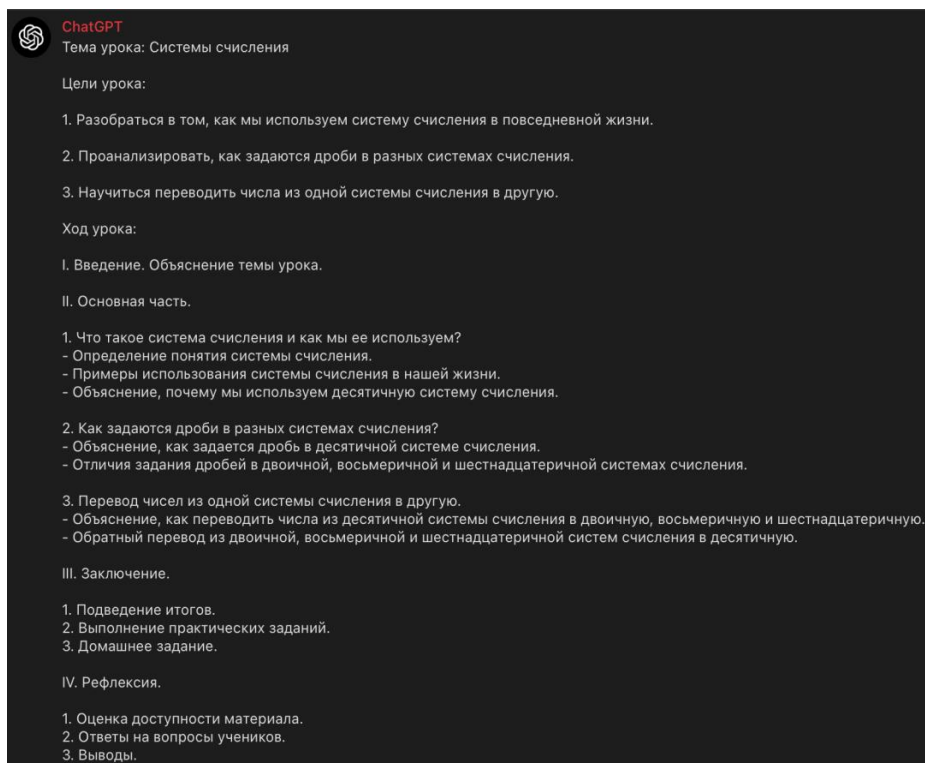 ChatGPT
Тема урока: Системы счисления
Цели урока:
1. Разобраться в том, как мы используем систему счисления в повседневной жизни.
2. Проанализировать, как задаются дроби в разных системах счисления.
3. Научиться переводить числа из одной системы счисления в другую.
Ход урока:
I. Введение. Объяснение темы урока.
II. Основная часть.
1. Что такое система счисления и как мы ее используем?
- Определение понятия системы счисления.
- Примеры использования системы счисления в нашей жизни.
- Объяснение, почему мы используем десятичную систему счисления.
2. Как задаются дроби в разных системах счисления?
- Объяснение, как задается дробь в десятичной системе счисления.
- Отличия задания дробей в двоичной, восьмеричной и шестнадцатеричной системах счисления.
3. Перевод чисел из одной системы счисления в другую.
- Объяснение, как переводить числа из десятичной системы счисления в двоичную, восьмеричную и шестнадцатеричную.
- Обратный перевод из двоичной, восьмеричной и шестнадцатеричной систем счисления в десятичную.
III. Заключение.
1. Подведение итогов.
2. Выполнение практических заданий.
3. Домашнее задание.
IV. Рефлексия.
1. Оценка доступности материала.
2. Ответы на вопросы учеников.
3. Выводы.